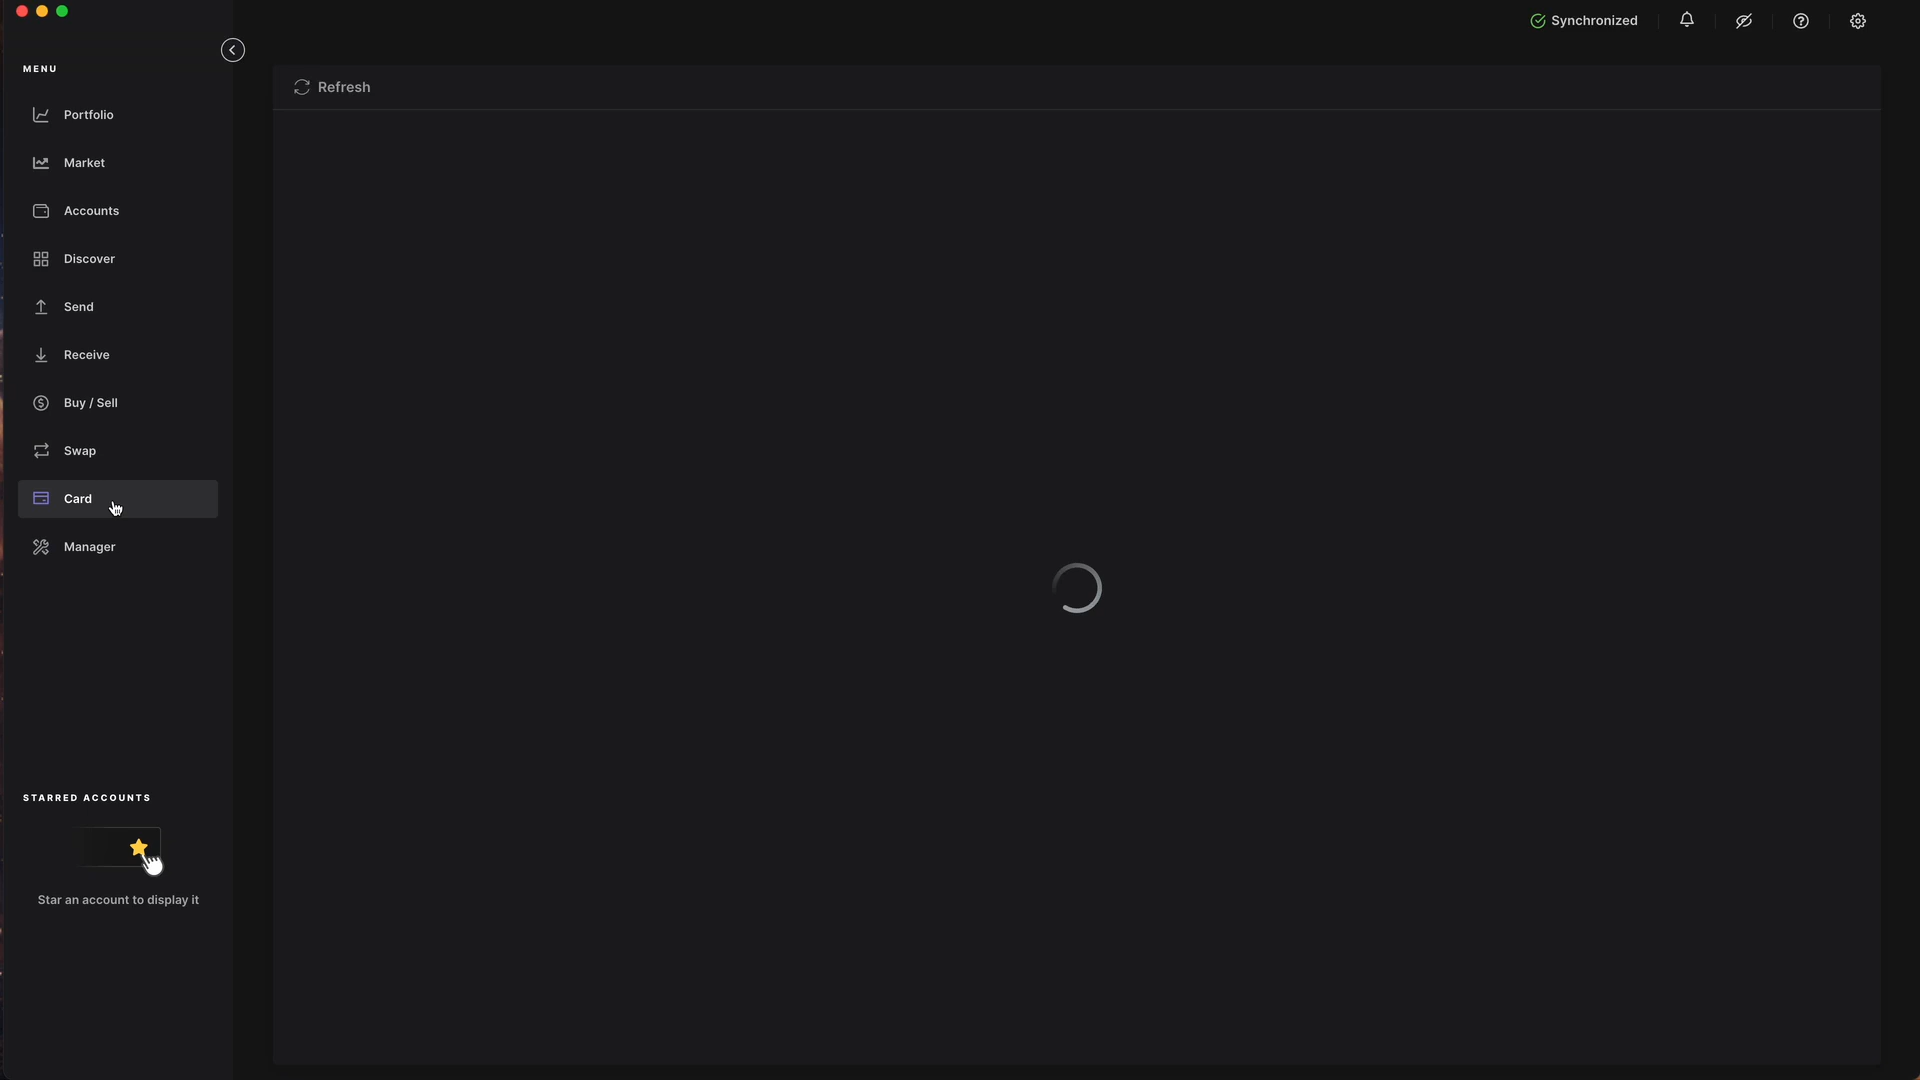 Synchronized
MENU
Refresh
Portfolio
Market
Accounts
Discover
Send
Receive
Buy / Sell
Swap
Card
Manager
STARRED ACCOUNTS
Star an account to display it